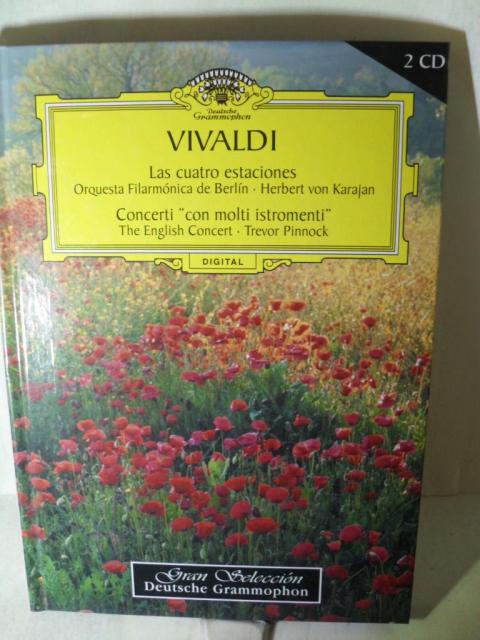 2 CD
Deutsche
Grammophon
VIVALDI
Las cuatro estaciones
Orquesta Filarmónica de Berlín · Herbert von Karajan
Concerti "con molti istromenti"
The English Concert · Trevor Pinnock
DIGITAL
Gran Selección
Deutsche Grammophon